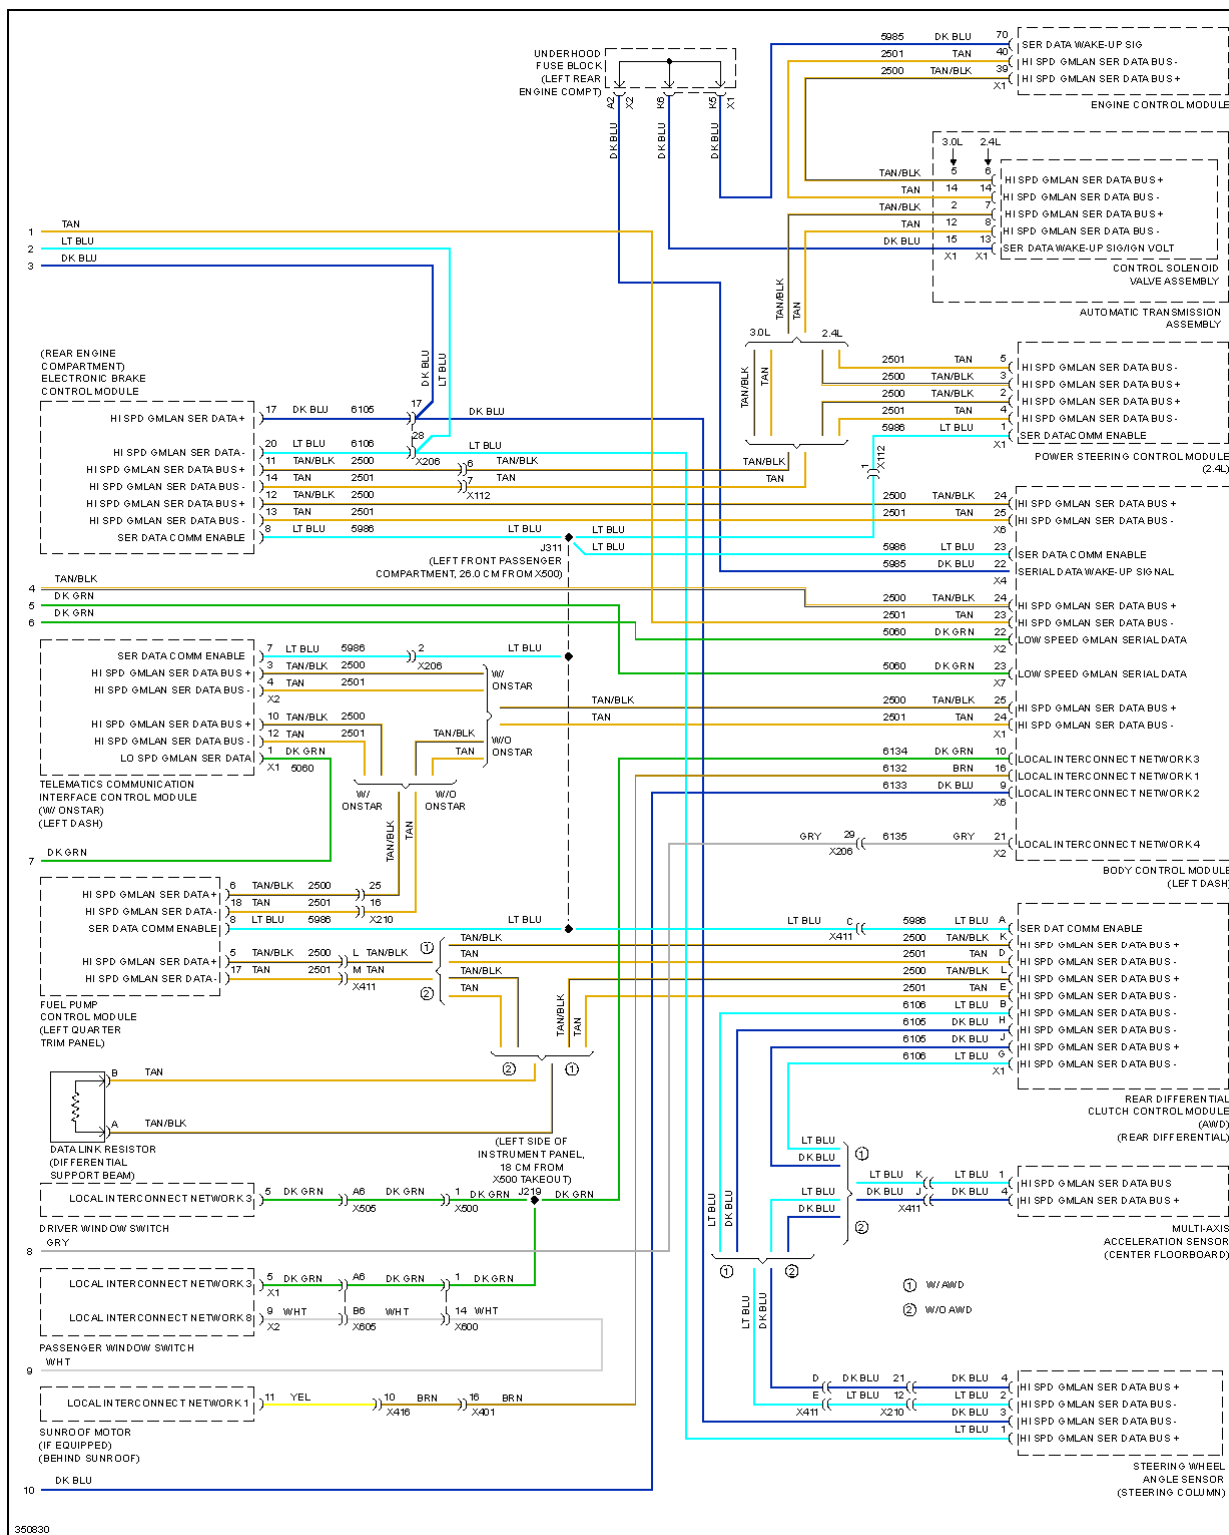 UNDERHOOD
FUSE BLOCK
(LEFT REAR
ENGINE COMPT)
A2
X2
K6
K5
X1
DK BLU
DK BLU
DK BLU
5985 DK BLU 70 SER DATA WAKE-UP SIG
2501 TAN 40 HI SPD GMLAN SER DATA BUS -
2500 TAN/BLK 39 HI SPD GMLAN SER DATA BUS +
X1
ENGINE CONTROL MODULE
3.0L 2.4L
TAN/BLK 5 6 HI SPD GMLAN SER DATA BUS +
TAN 14 14 HI SPD GMLAN SER DATA BUS -
TAN/BLK 2 7 HI SPD GMLAN SER DATA BUS +
TAN 12 8 HI SPD GMLAN SER DATA BUS -
DK BLU 15 13 SER DATA WAKE-UP SIG/IGN VOLT
X1 X1
CONTROL SOLENOID
VALVE ASSEMBLY
AUTOMATIC TRANSMISSION
ASSEMBLY
1 TAN
2 LT BLU
3 DK BLU
DK BLU
LT BLU
TAN/BLK
TAN
3.0L 2.4L
TAN/BLK
TAN
TAN/BLK
TAN
2501 TAN 5 HI SPD GMLAN SER DATA BUS -
2500 TAN/BLK 3 HI SPD GMLAN SER DATA BUS +
2500 TAN/BLK 2 HI SPD GMLAN SER DATA BUS +
2501 TAN 4 HI SPD GMLAN SER DATA BUS -
5986 LT BLU 1 SER DATA COMM ENABLE
X1
POWER STEERING CONTROL MODULE
(2.4L)
1 X112
(REAR ENGINE
COMPARTMENT)
ELECTRONIC BRAKE
CONTROL MODULE
HI SPD GMLAN SER DATA+ 17 DK BLU 6105 17 DK BLU
HI SPD GMLAN SER DATA- 20 LT BLU 6106 28 LT BLU
X206
HI SPD GMLAN SER DATA BUS + 11 TAN/BLK 2500 6 TAN/BLK
HI SPD GMLAN SER DATA BUS - 14 TAN 2501 7 TAN
X112
HI SPD GMLAN SER DATA BUS + 12 TAN/BLK 2500
HI SPD GMLAN SER DATA BUS - 13 TAN 2501
SER DATA COMM ENABLE 8 LT BLU 5986 LT BLU LT BLU
LT BLU
J311
(LEFT FRONT PASSENGER
COMPARTMENT, 26.0 CM FROM X500)
2500 TAN/BLK 24 HI SPD GMLAN SER DATA BUS +
2501 TAN 25 HI SPD GMLAN SER DATA BUS -
X6
5986 LT BLU 23 SER DATA COMM ENABLE
5985 DK BLU 22 SERIAL DATA WAKE-UP SIGNAL
X4
2500 TAN/BLK 24 HI SPD GMLAN SER DATA BUS +
2501 TAN 23 HI SPD GMLAN SER DATA BUS -
5060 DK GRN 22 LOW SPEED GMLAN SERIAL DATA
X2
5060 DK GRN 23 LOW SPEED GMLAN SERIAL DATA
X7
TAN/BLK 2500 TAN/BLK 25 HI SPD GMLAN SER DATA BUS +
TAN 2501 TAN 24 HI SPD GMLAN SER DATA BUS -
X1
6134 DK GRN 10 LOCAL INTERCONNECT NETWORK 3
6132 BRN 16 LOCAL INTERCONNECT NETWORK 1
6133 DK BLU 9 LOCAL INTERCONNECT NETWORK 2
X6
GRY 29 6135 GRY 21 LOCAL INTERCONNECT NETWORK 4
X206 X2
BODY CONTROL MODULE
(LEFT DASH)
4 TAN/BLK
5 DK GRN
6 DK GRN
SER DATA COMM ENABLE 7 LT BLU 5986 2 LT BLU
X206
HI SPD GMLAN SER DATA BUS + 3 TAN/BLK 2500
HI SPD GMLAN SER DATA BUS - 4 TAN 2501
X2
W/
ONSTAR
HI SPD GMLAN SER DATA BUS + 10 TAN/BLK 2500
HI SPD GMLAN SER DATA BUS - 12 TAN 2501
LO SPD GMLAN SER DATA 1 DK GRN
X1 5060
TAN/BLK
TAN
W/O
ONSTAR
TELEMATICS COMMUNICATION
INTERFACE CONTROL MODULE
(W/ ONSTAR)
(LEFT DASH)
W/
ONSTAR
W/O
ONSTAR
TAN/BLK
TAN
7 DK GRN
HI SPD GMLAN SER DATA+ 6 TAN/BLK 2500 25
HI SPD GMLAN SER DATA- 18 TAN 2501 16
X210
SER DATA COMM ENABLE 8 LT BLU 5986 LT BLU
HI SPD GMLAN SER DATA+ 5 TAN/BLK 2500 L TAN/BLK
HI SPD GMLAN SER DATA- 17 TAN 2501 M TAN
X411
FUEL PUMP
CONTROL MODULE
(LEFT QUARTER
TRIM PANEL)
1 TAN/BLK
TAN
TAN/BLK
2 TAN
TAN/BLK
TAN
2 1
LT BLU C 5986 LT BLU A SER DAT COMM ENABLE
X411
2500 TAN/BLK K HI SPD GMLAN SER DATA BUS +
2501 TAN D HI SPD GMLAN SER DATA BUS -
2500 TAN/BLK L HI SPD GMLAN SER DATA BUS +
2501 TAN E HI SPD GMLAN SER DATA BUS -
6106 LT BLU B HI SPD GMLAN SER DATA BUS -
6105 DK BLU H HI SPD GMLAN SER DATA BUS -
6105 DK BLU J HI SPD GMLAN SER DATA BUS +
6106 LT BLU G HI SPD GMLAN SER DATA BUS -
X1
REAR DIFFERENTIAL
CLUTCH CONTROL MODULE
(AWD)
(REAR DIFFERENTIAL)
B TAN
A TAN/BLK
DATA LINK RESISTOR
(DIFFERENTIAL
SUPPORT BEAM)
(LEFT SIDE OF
INSTRUMENT PANEL,
18 CM FROM
X500 TAKEOUT)
J219
LOCAL INTERCONNECT NETWORK 3 5 DK GRN A6 DK GRN 1 DK GRN DK GRN
X505 X500
DRIVER WINDOW SWITCH
8 GRY
LT BLU
DK BLU
1
LT BLU
DK BLU
2
LT BLU
DK BLU
1 2
LT BLU
DK BLU
LT BLU K LT BLU 1 HI SPD GMLAN SER DATA BUS
DK BLU J DK BLU 4 HI SPD GMLAN SER DATA BUS +
X411
MULTI-AXIS
ACCELERATION SENSOR
(CENTER FLOORBOARD)
1 W/ AWD
2 W/O AWD
LOCAL INTERCONNECT NETWORK 3 5 DK GRN A6 DK GRN 1 DK GRN
X1
LOCAL INTERCONNECT NETWORK 8 9 WHT B6 WHT 14 WHT
X2 X605 X600
PASSENGER WINDOW SWITCH
9 WHT
LOCAL INTERCONNECT NETWORK 1 11 YEL 10 BRN 16 BRN
X416 X401
SUNROOF MOTOR
(IF EQUIPPED)
(BEHIND SUNROOF)
D DK BLU 21 DK BLU 4 HI SPD GMLAN SER DATA BUS +
E LT BLU 12 LT BLU 2 HI SPD GMLAN SER DATA BUS -
X411 X210 DK BLU 3 HI SPD GMLAN SER DATA BUS -
LT BLU 1 HI SPD GMLAN SER DATA BUS +
STEERING WHEEL
ANGLE SENSOR
(STEERING COLUMN)
10 DK BLU
350830